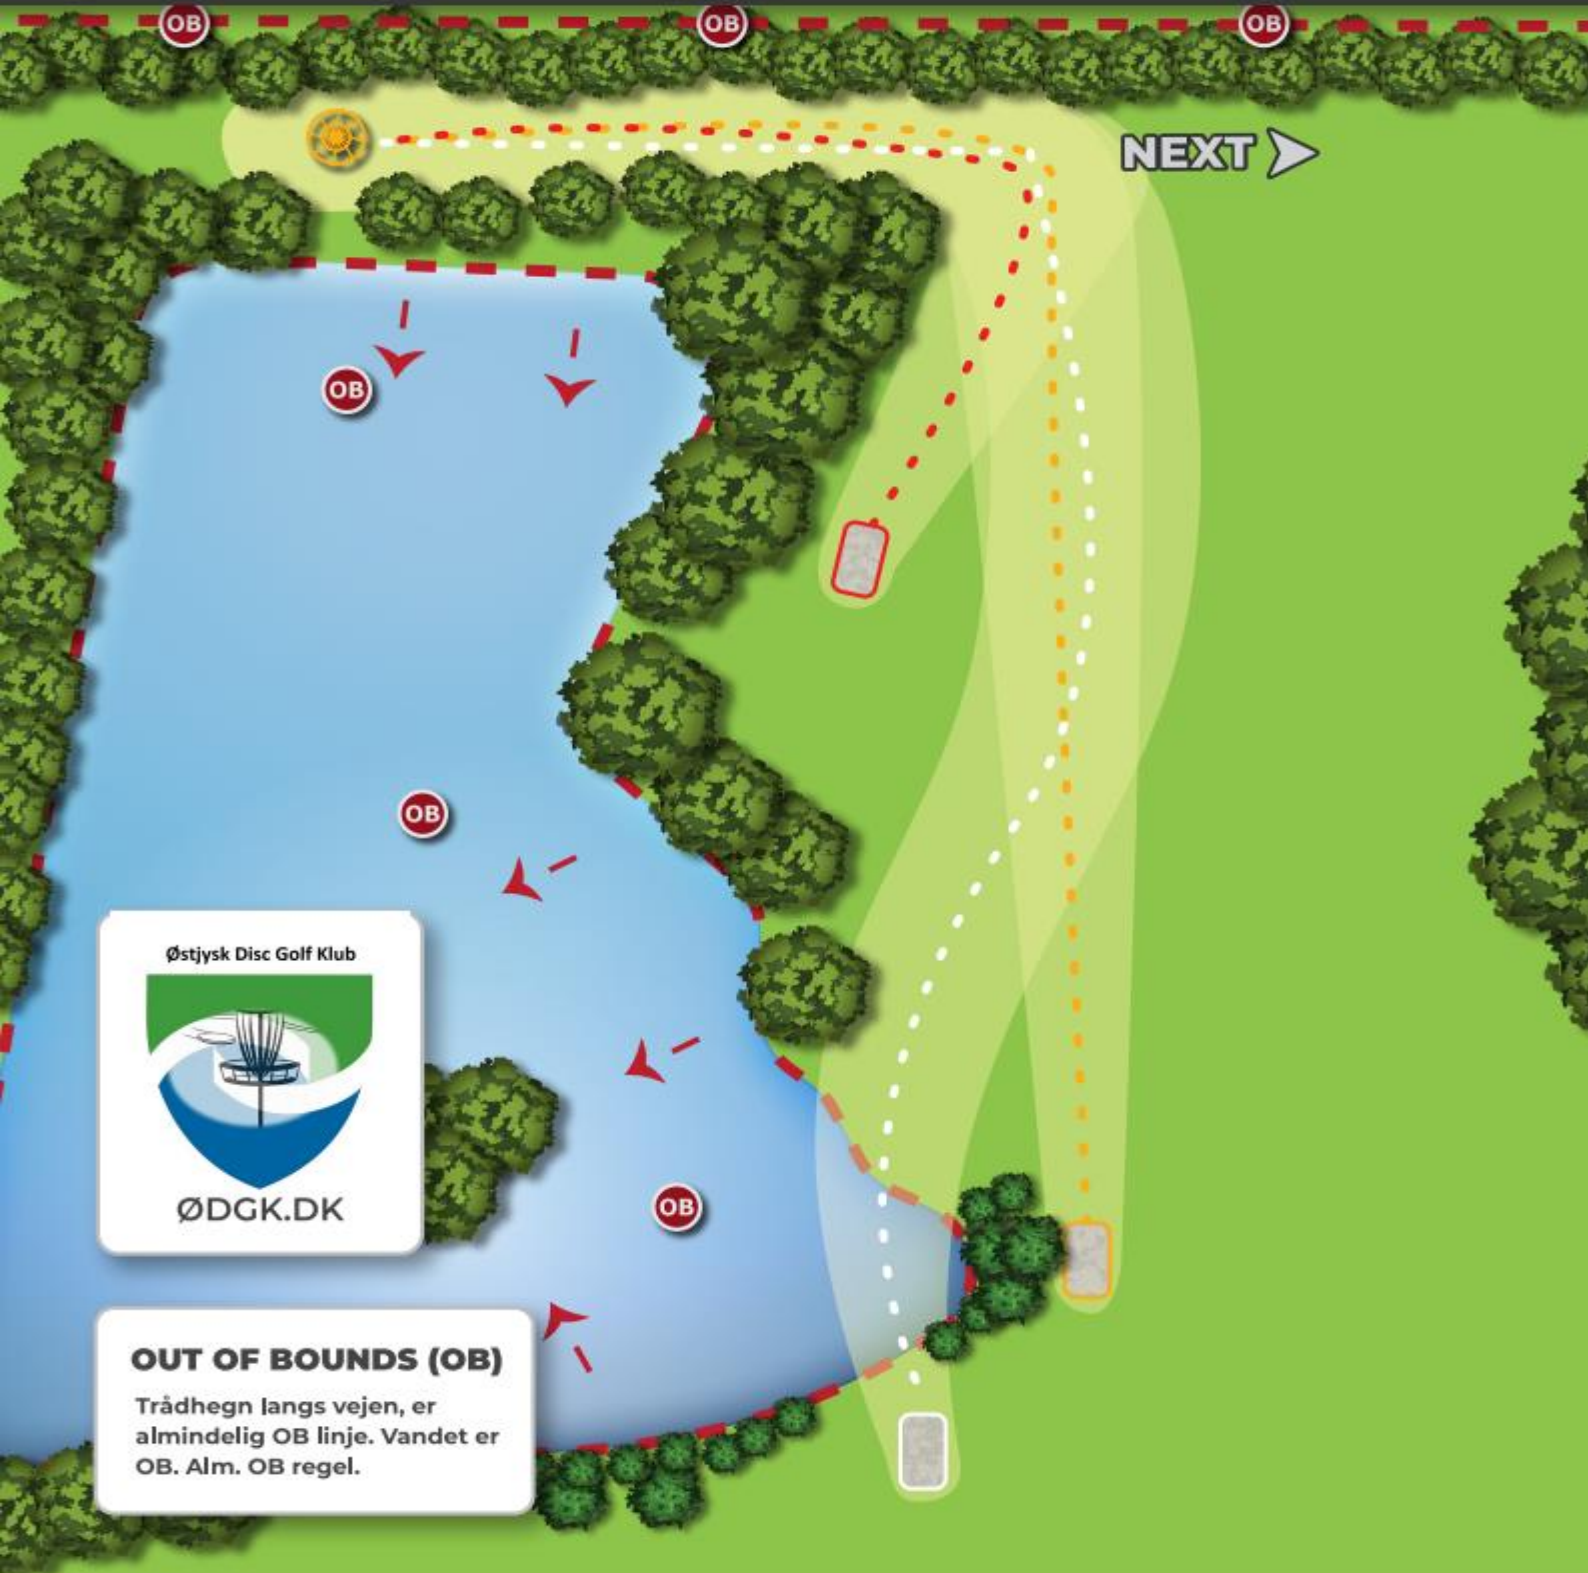 OB
OB
OB
NEXT
OB
OB
Østjysk Disc Golf Klub
ØDGK.DK
OB
OUT OF BOUNDS (OB)
Trådhegn langs vejen, er
almindelig OB linje. Vandet er
OB. Alm. OB regel.